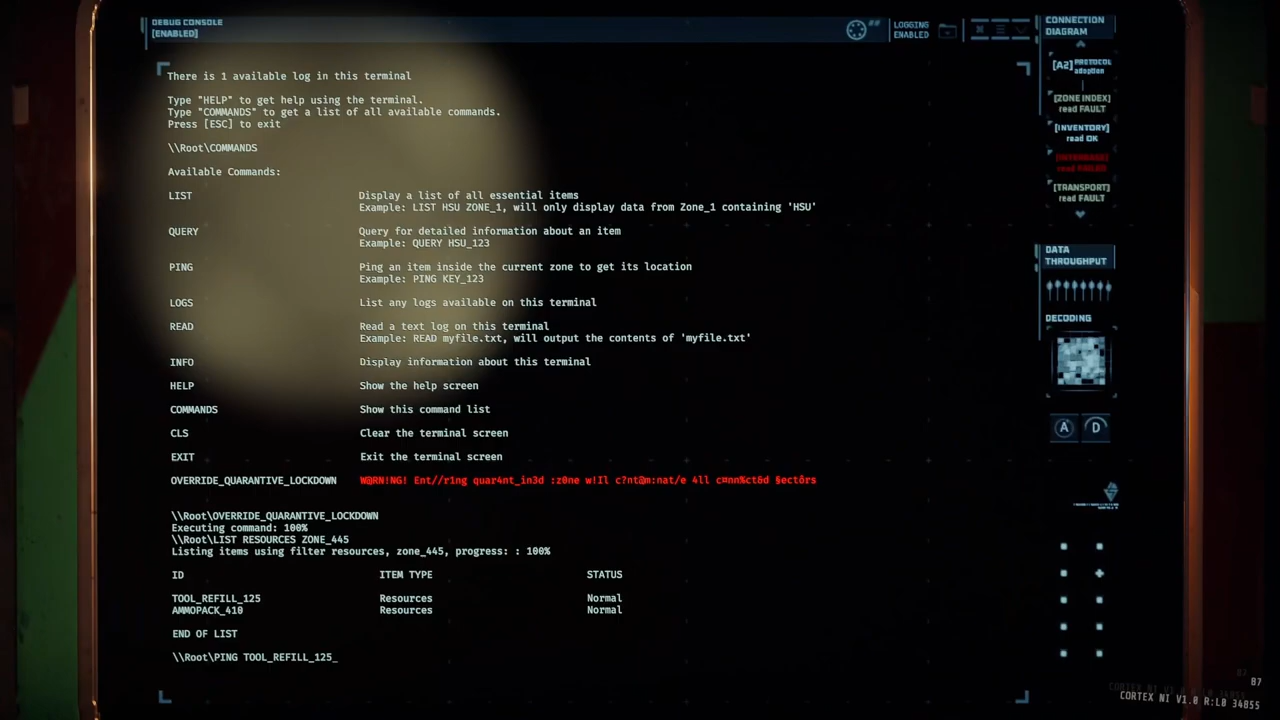 DEBUG CONSOLE
[ENABLED]
LOGGING
ENABLED
There is 1 available log in this terminal
Type "HELP" to get help using the terminal.
Type "COMMANDS" to get a list of all available commands.
Press [ESC] to exit
\\Root\COMMANDS
Available Commands:
LIST Display a list of all essential items
Example: LIST HSU ZONE_1, will only display data from Zone_1 containing 'HSU'
QUERY Query for detailed information about an item
Example: QUERY HSU_123
PING Ping an item inside the current zone to get its location
Example: PING KEY_123
LOGS List any logs available on this terminal
READ Read a text log on this terminal
Example: READ myfile.txt, will output the contents of 'myfile.txt'
INFO Display information about this terminal
HELP Show the help screen
COMMANDS Show this command list
CLS Clear the terminal screen
EXIT Exit the terminal screen
OVERRIDE_QUARANTIVE_LOCKDOWN W@RN!NG! Ent//r1ng quar4nt_in3d :z0ne w!Il c?nt@m:nat/e 4ll c¤nn%ct&d §ectôrs
\\Root\OVERRIDE_QUARANTIVE_LOCKDOWN
Executing command: 100%
\\Root\LIST RESOURCES ZONE_445
Listing items using filter resources, zone_445, progress: : 100%
ID ITEM TYPE STATUS
TOOL_REFILL_125 Resources Normal
AMMOPACK_410 Resources Normal
END OF LIST
\\Root\PING TOOL_REFILL_125_
CONNECTION
DIAGRAM
[A2] PROTOCOL
adoption
[ZONE INDEX]
read FAULT
[INVENTORY]
read OK
read FAILED
[TRANSPORT]
read FAULT
DATA
THROUGHPUT
DECODING
A D
87
CORTEX NI V1.0 R:L0 34855